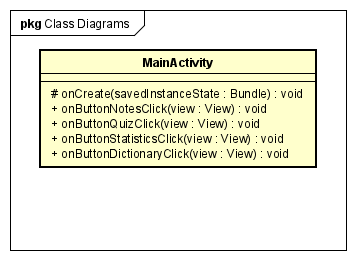 pkg Class Diagrams
MainActivity
# onCreate(savedInstanceState : Bundle) : void
+ onButtonNotesClick(view : View) : void
+ onButtonQuizClick(view : View) : void
+ onButtonStatisticsClick(view : View) : void
+ onButtonDictionaryClick(view : View) : void